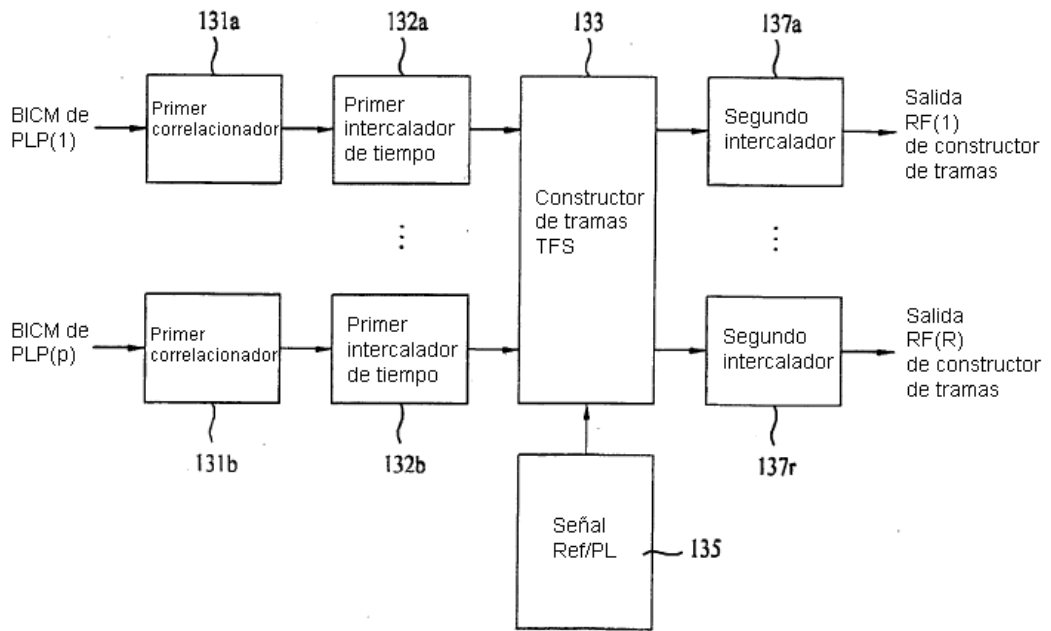 131a
132a
133
137a
BICM de
PLP(1)
Primer
correlacionador
Primer
intercalador
de tiempo
Constructor
de tramas
TFS
Segundo
intercalador
Salida
RF(1)
de constructor
de tramas
BICM de
PLP(p)
Primer
correlacionador
Primer
intercalador
de tiempo
Segundo
intercalador
Salida
RF(R)
de constructor
de tramas
131b
132b
137r
Señal
Ref/PL
135